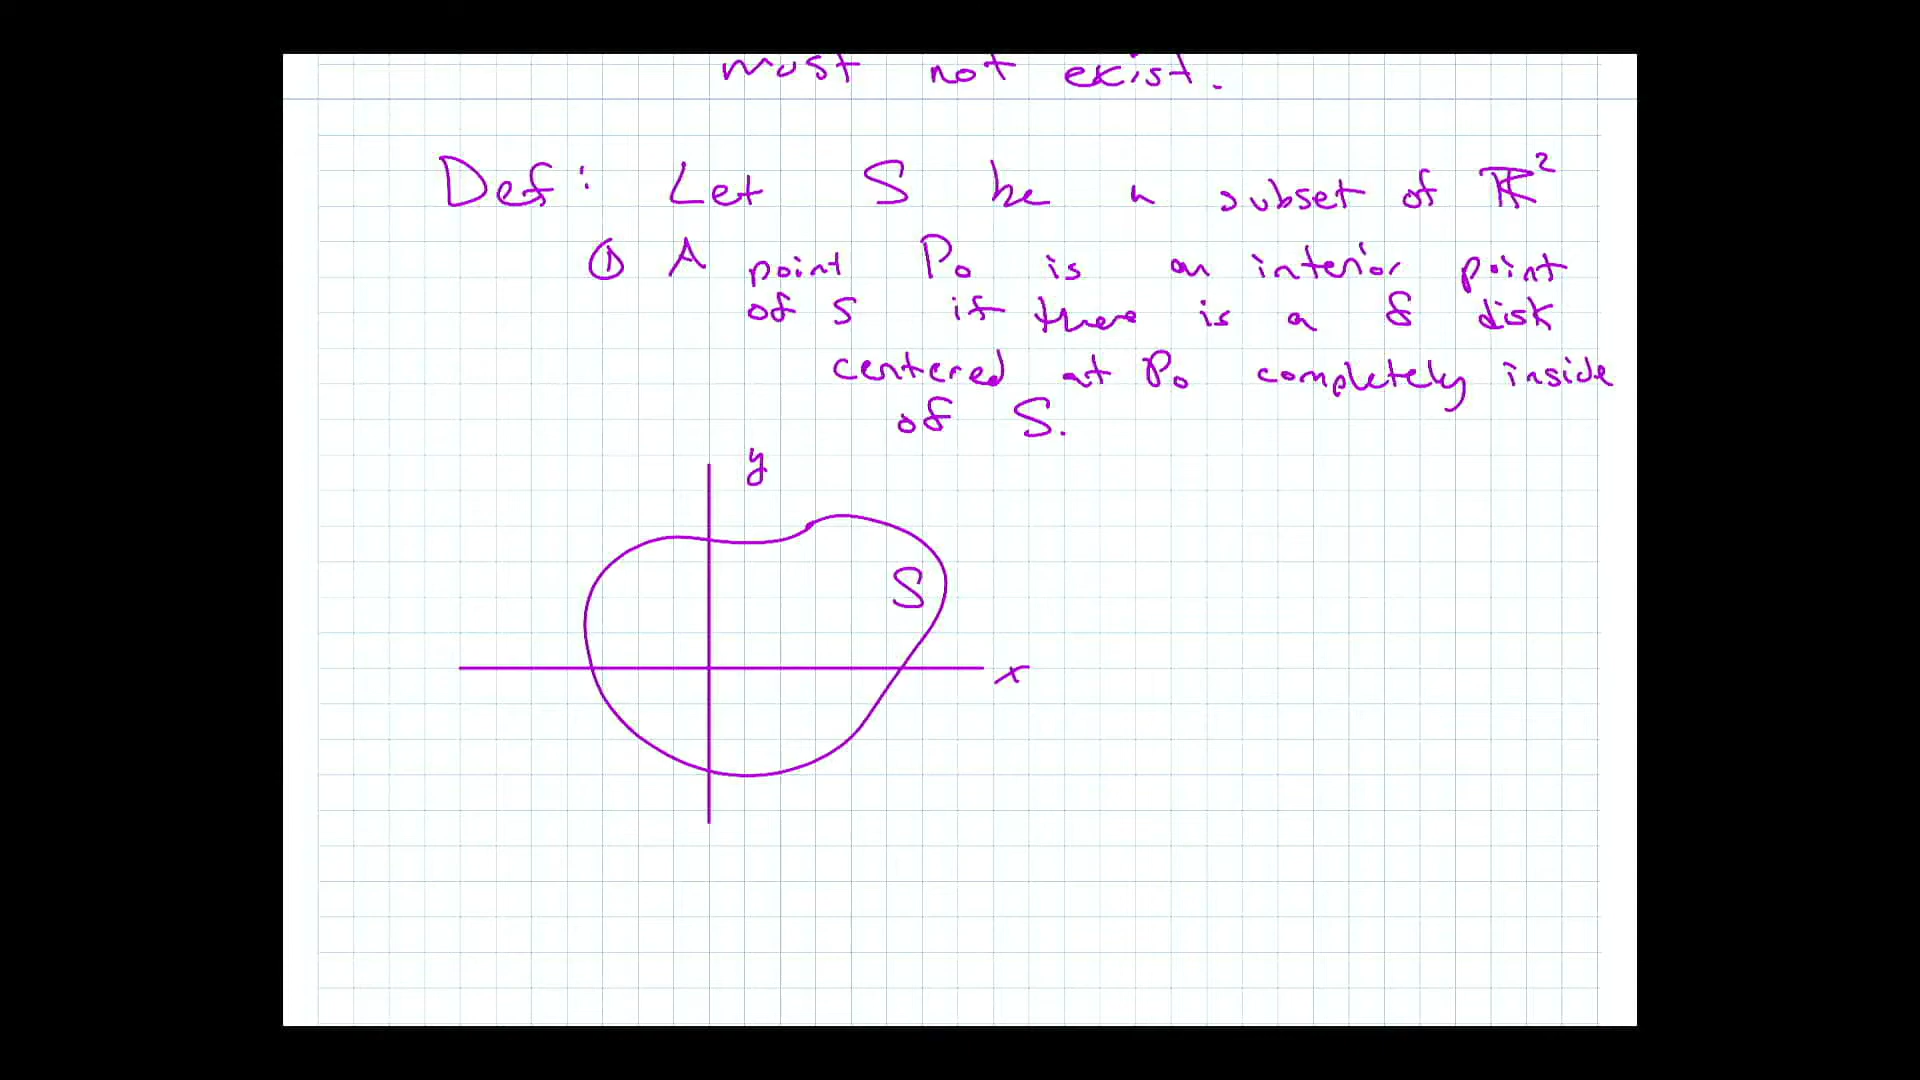 must not exist.
Def: Let S be a subset of ℝ²
① A point P₀ is an interior point
of S if there is a δ disk
centered at P₀ completely inside
of S.
y
S
x